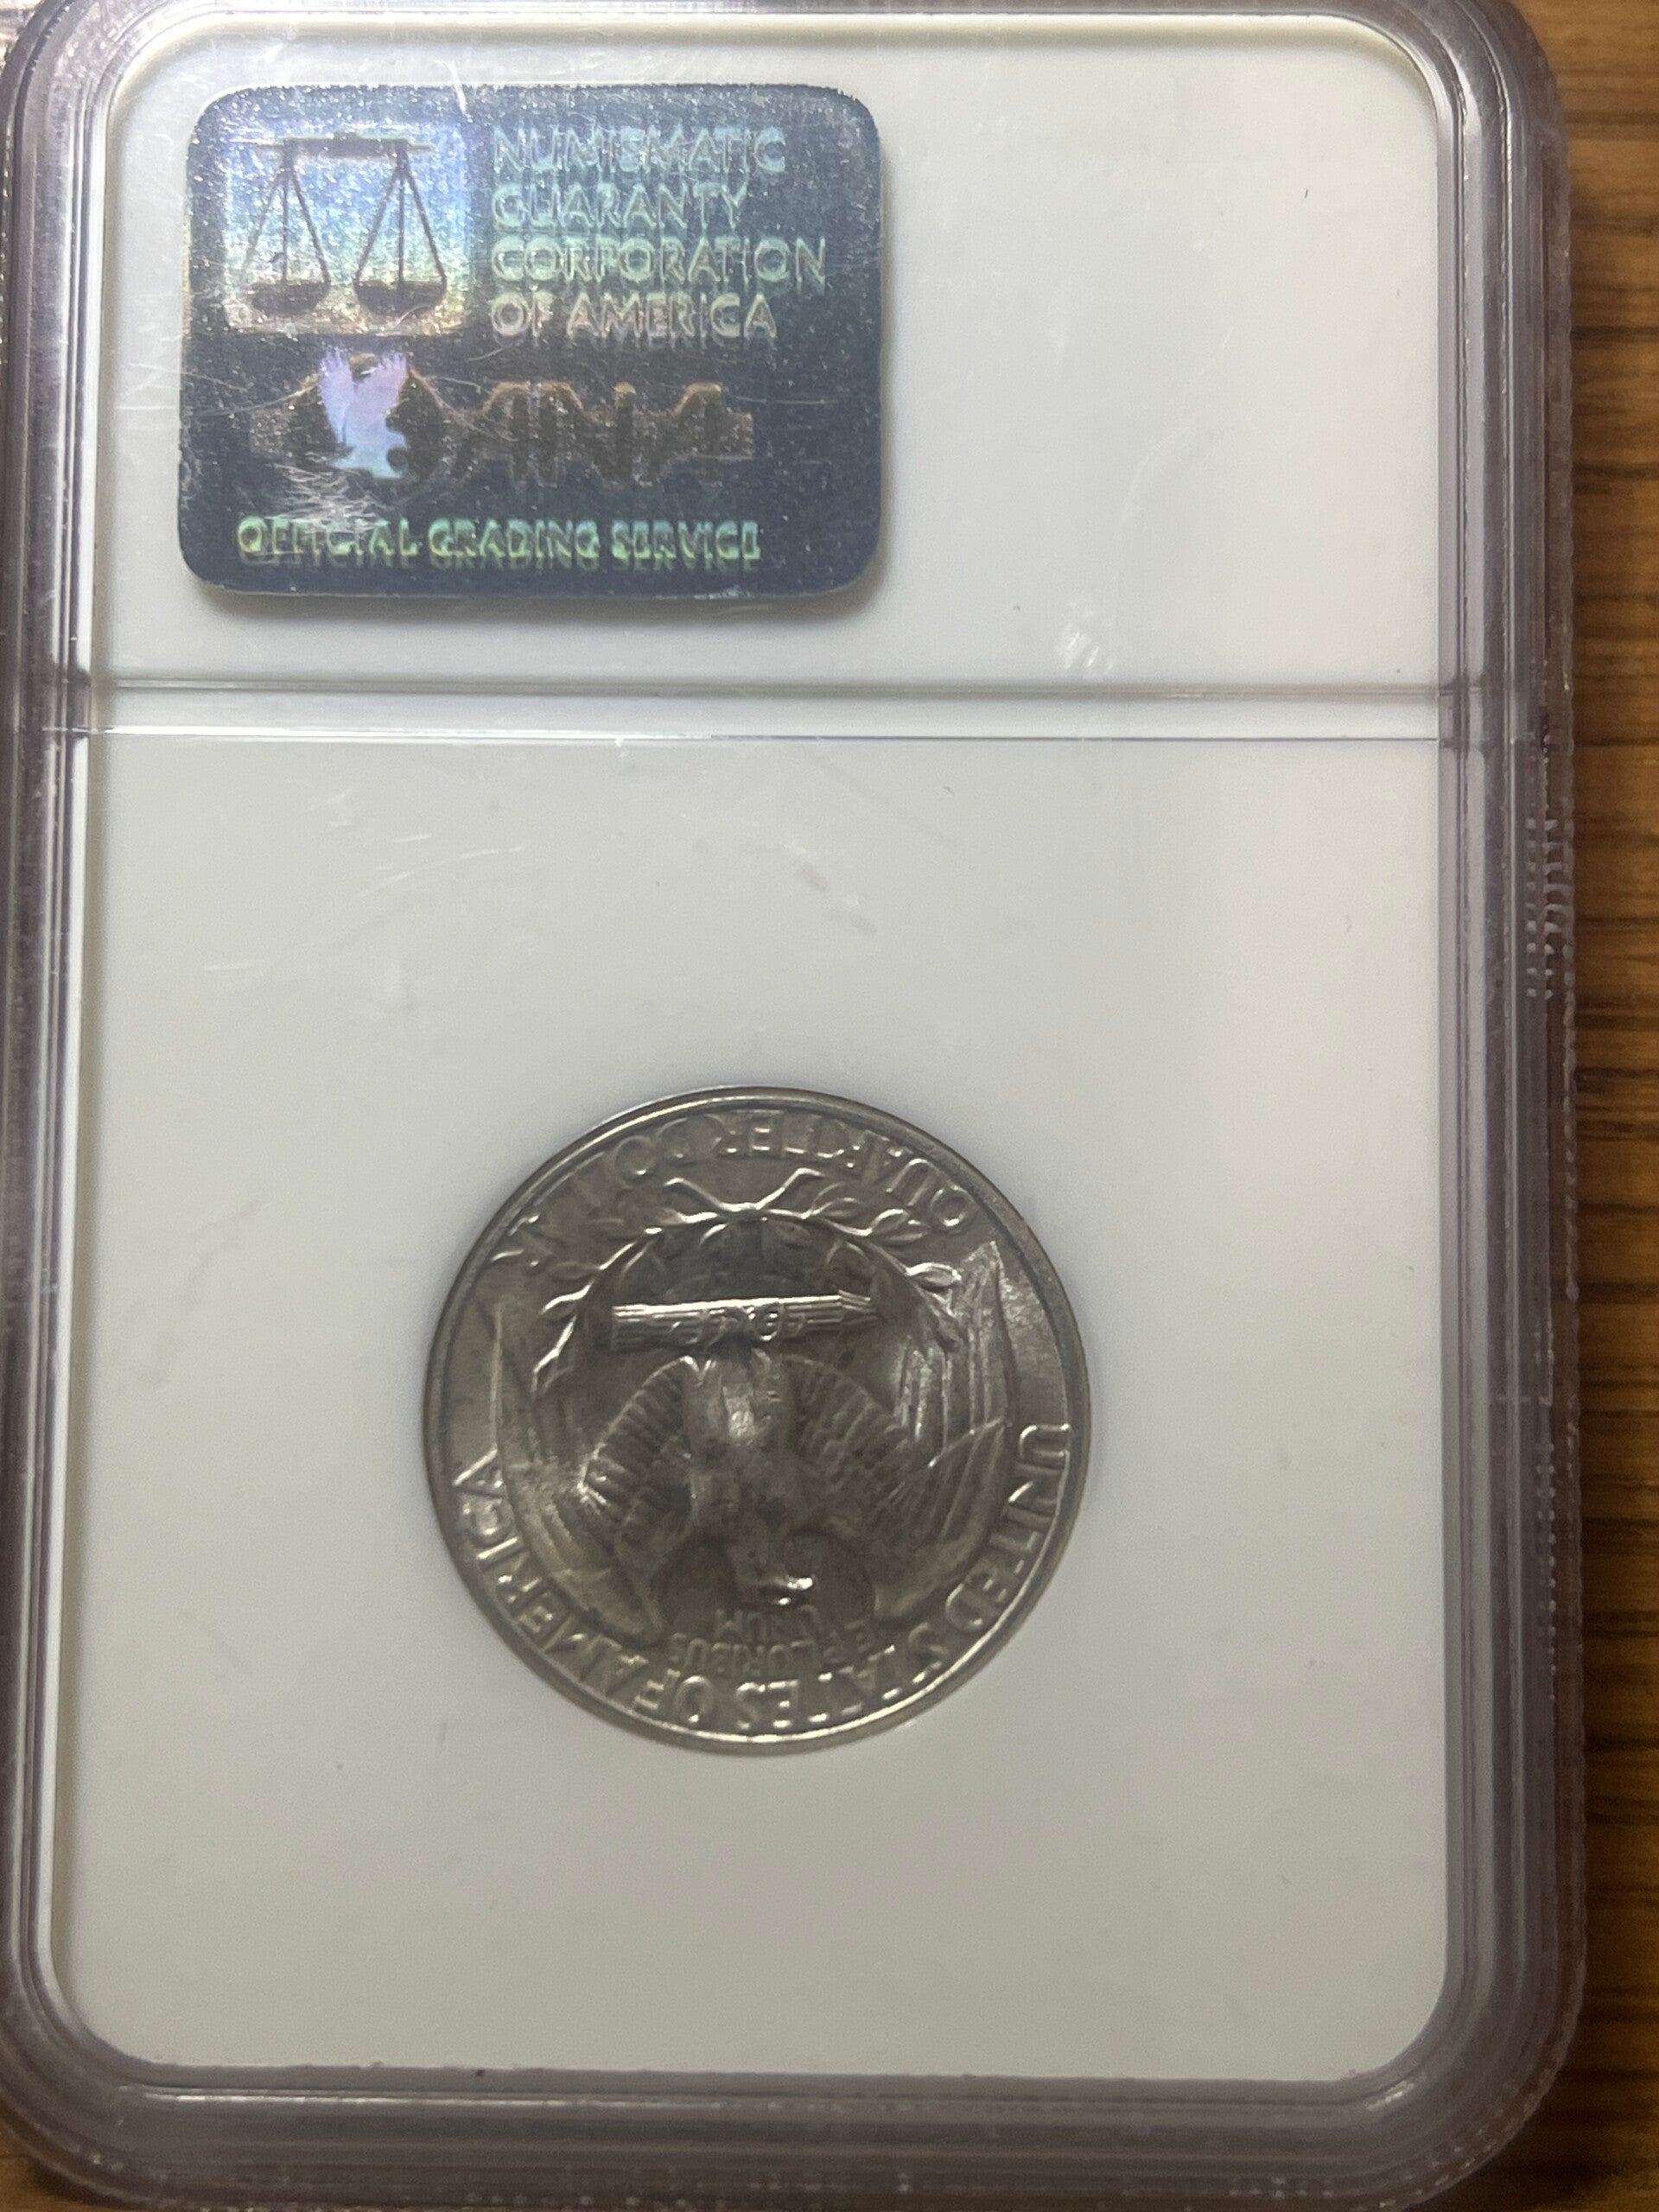 NUMISMATIC
GUARANTY
CORPORATION
OF AMERICA
ANA
OFFICIAL GRADING SERVICE
QUARTER DOLLAR
UNITED STATES OF AMERICA
E
PLURIBUS
UNUM